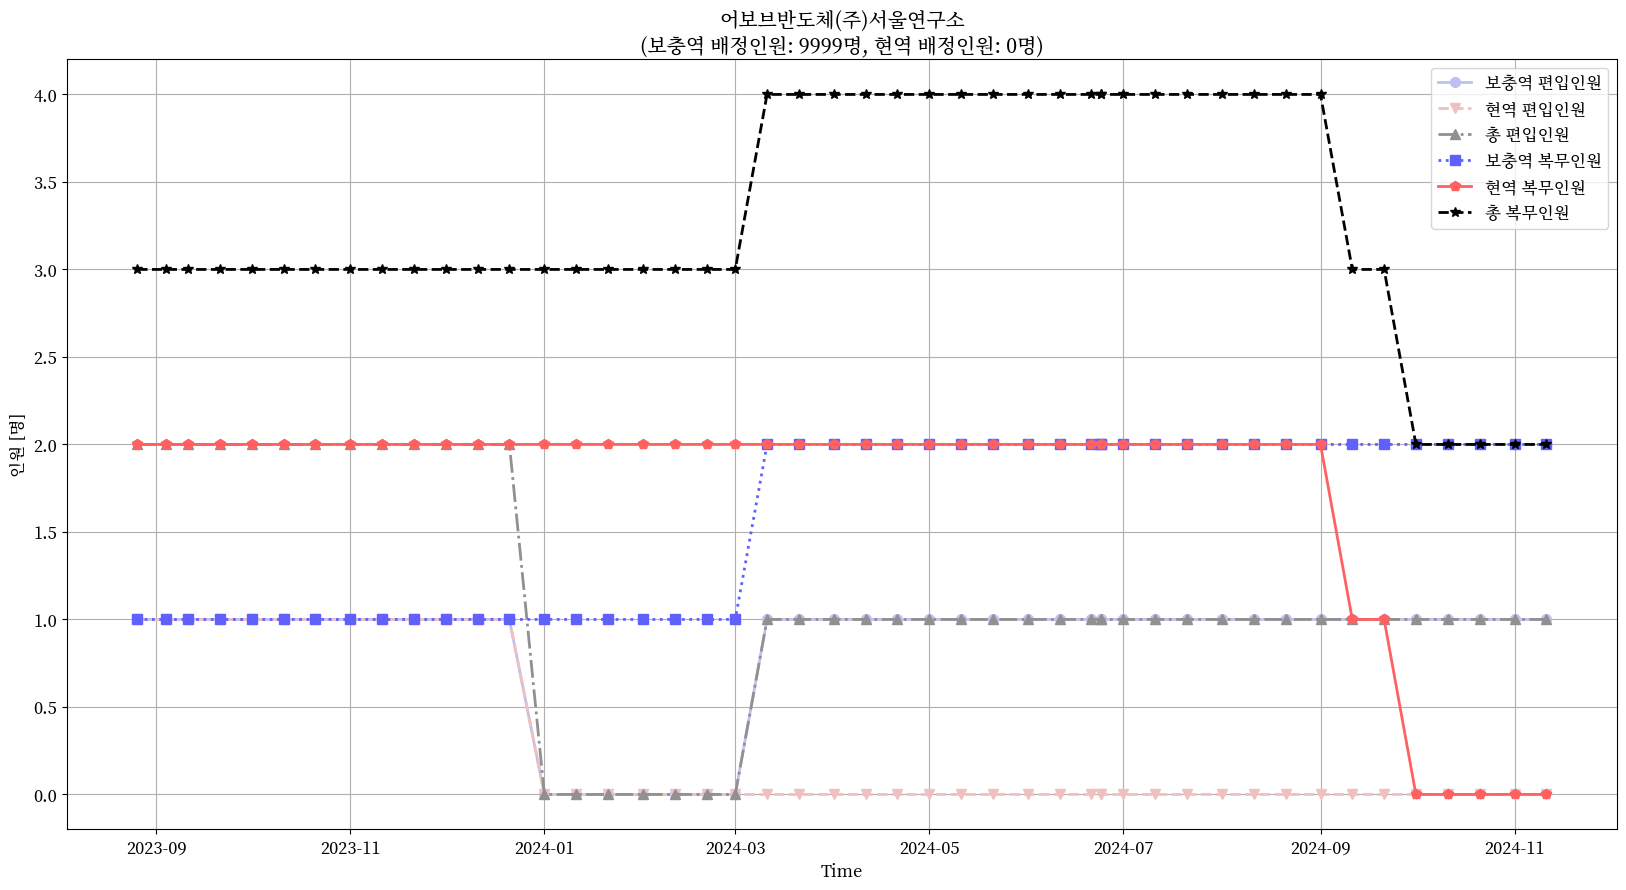 어보브반도체(주)서울연구소
(보충역 배정인원: 9999명, 현역 배정인원: 0명)
보충역 편입인원
현역 편입인원
총 편입인원
보충역 복무인원
현역 복무인원
총 복무인원
인원 [명]
4.0
3.5
3.0
2.5
2.0
1.5
1.0
0.5
0.0
2023-09
2023-11
2024-01
2024-03
2024-05
2024-07
2024-09
2024-11
Time